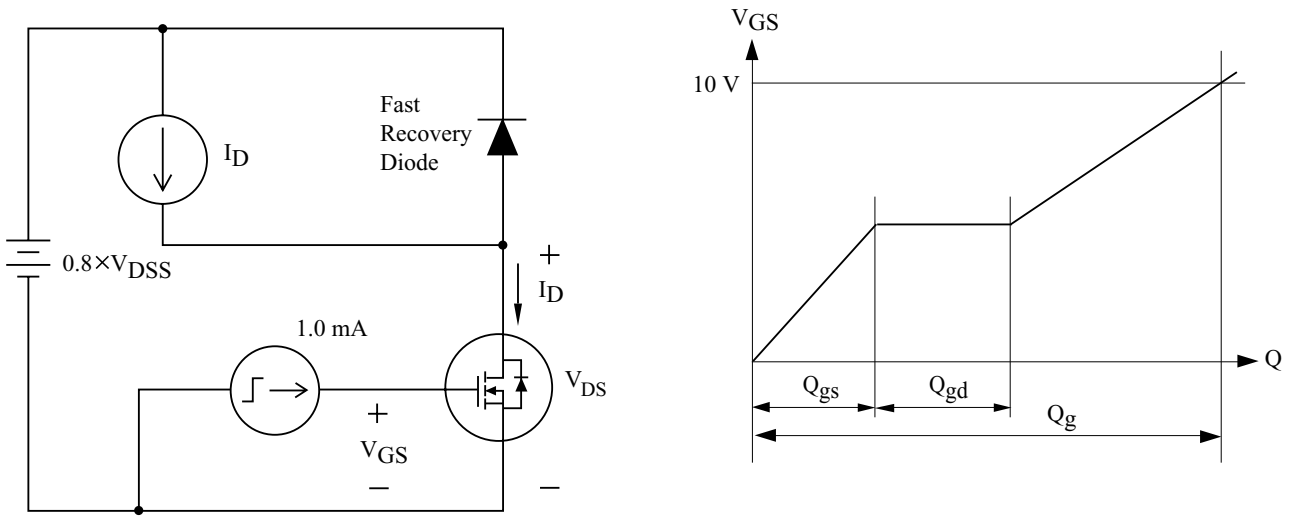 Fast
Recovery
Diode
I_D
0.8×V_DSS
+
I_D
1.0 mA
V_DS
+
V_GS
−
−
V_GS
10 V
Q
Q_gs
Q_gd
Q_g